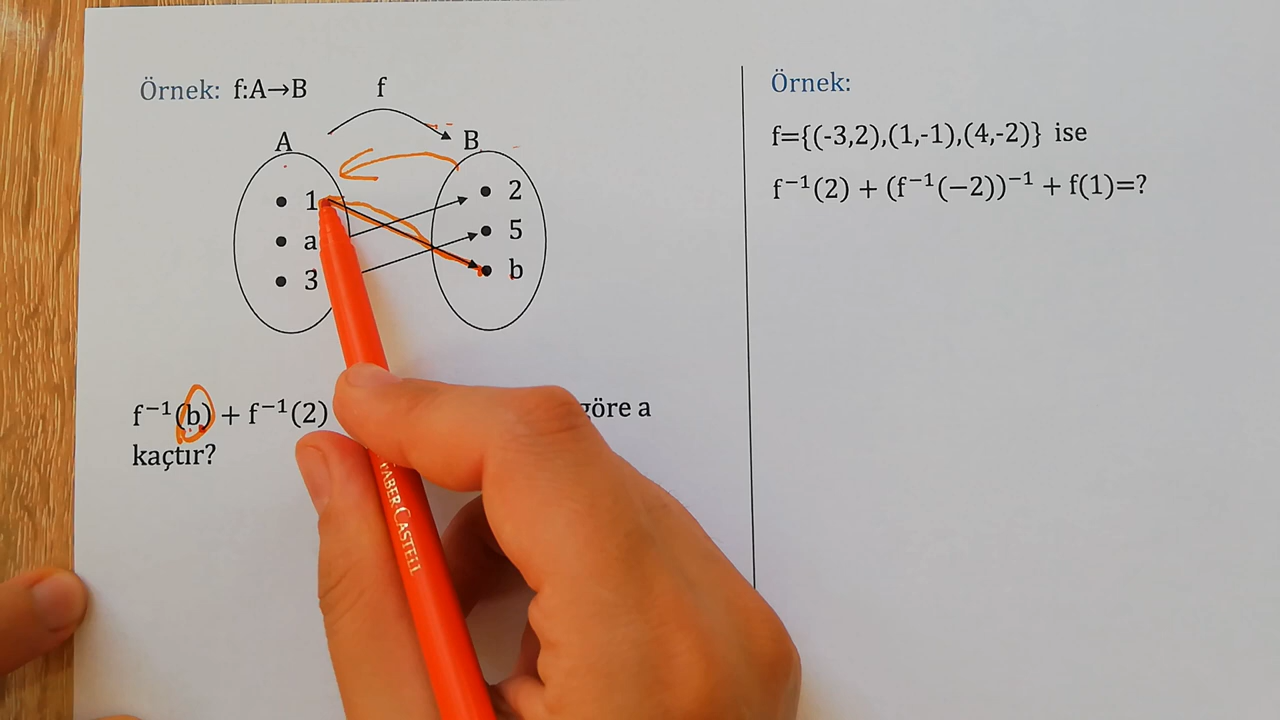 Örnek: f:A→B
f
A
B
1
a
3
2
5
b
f⁻¹(b) + f⁻¹(2) göre a
kaçtır?
FABER CASTELL
Örnek:
f={(-3,2),(1,-1),(4,-2)} ise
f⁻¹(2) + (f⁻¹(−2))⁻¹ + f(1)=?